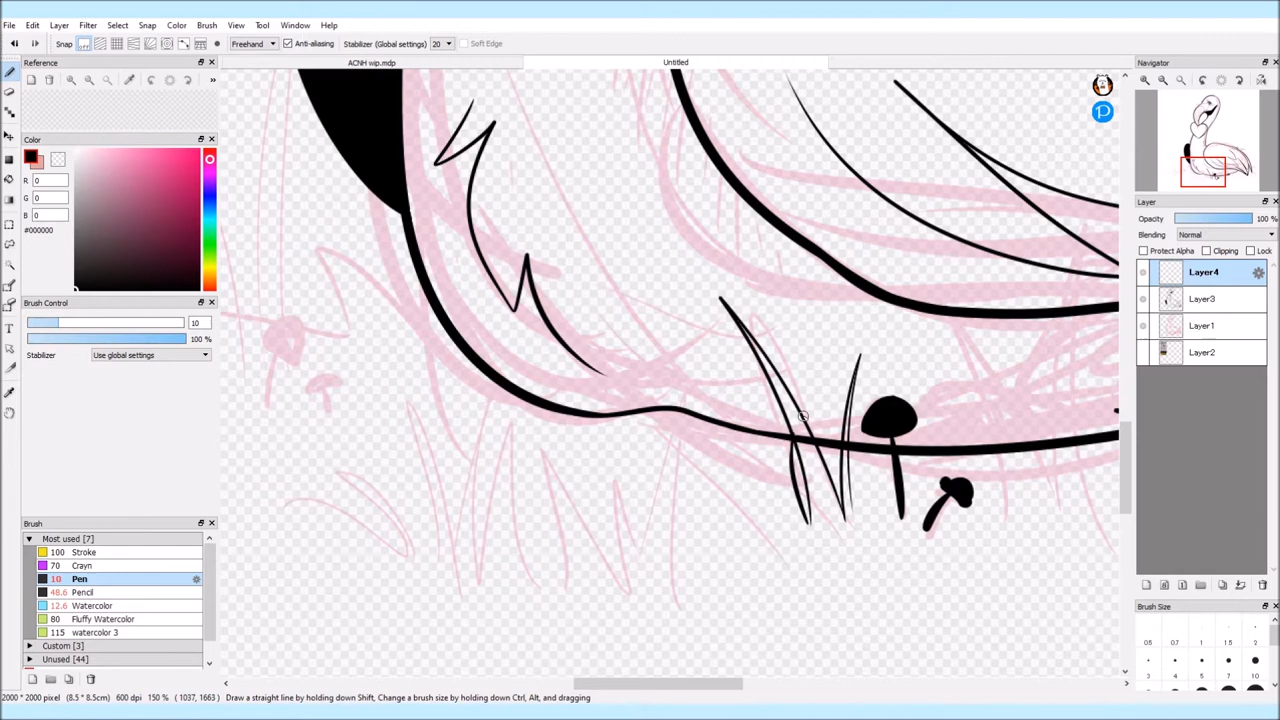 File Edit Layer Filter Select Snap Color Brush View Tool Window Help
Snap Freehand Anti-aliasing Stabilizer (Global settings) 20 Soft Edge
Reference ACNH wip.mdp Untitled Navigator
Color
R 0
G 0
B 0
#000000
Brush Control
10
100 %
Stabilizer Use global settings
Brush
Most used [7]
100 Stroke
70 Crayn
10 Pen
48.6 Pencil
12.6 Watercolor
80 Fluffy Watercolor
115 watercolor 3
Custom [3]
Unused [44]
Layer
Opacity 100 %
Blending Normal
Protect Alpha Clipping Lock
Layer4
Layer3
Layer1
Layer2
Brush Size
0.5 0.7 1 1.5 2
3 4 5 7 10
2000 * 2000 pixel (8.5 * 8.5cm) 600 dpi 150 % ( 1037, 1663) Draw a straight line by holding down Shift, Change a brush size by holding down Ctrl, Alt, and dragging